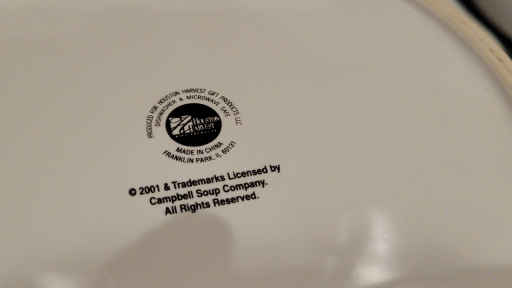 PRODUCED FOR HOUSTON HARVEST GIFT PRODUCTS LLC
DISHWASHER & MICROWAVE SAFE
HOUSTON
HARVEST
MADE IN CHINA
FRANKLIN PARK, IL 60131
© 2001 & Trademarks Licensed by
Campbell Soup Company.
All Rights Reserved.